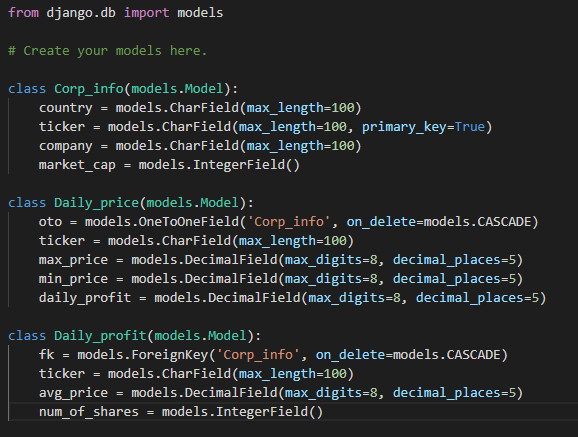 from django.db import models
# Create your models here.
class Corp_info(models.Model):
    country = models.CharField(max_length=100)
    ticker = models.CharField(max_length=100, primary_key=True)
    company = models.CharField(max_length=100)
    market_cap = models.IntegerField()
class Daily_price(models.Model):
    oto = models.OneToOneField('Corp_info', on_delete=models.CASCADE)
    ticker = models.CharField(max_length=100)
    max_price = models.DecimalField(max_digits=8, decimal_places=5)
    min_price = models.DecimalField(max_digits=8, decimal_places=5)
    daily_profit = models.DecimalField(max_digits=8, decimal_places=5)
class Daily_profit(models.Model):
    fk = models.ForeignKey('Corp_info', on_delete=models.CASCADE)
    ticker = models.CharField(max_length=100)
    avg_price = models.DecimalField(max_digits=8, decimal_places=5)
    num_of_shares = models.IntegerField()